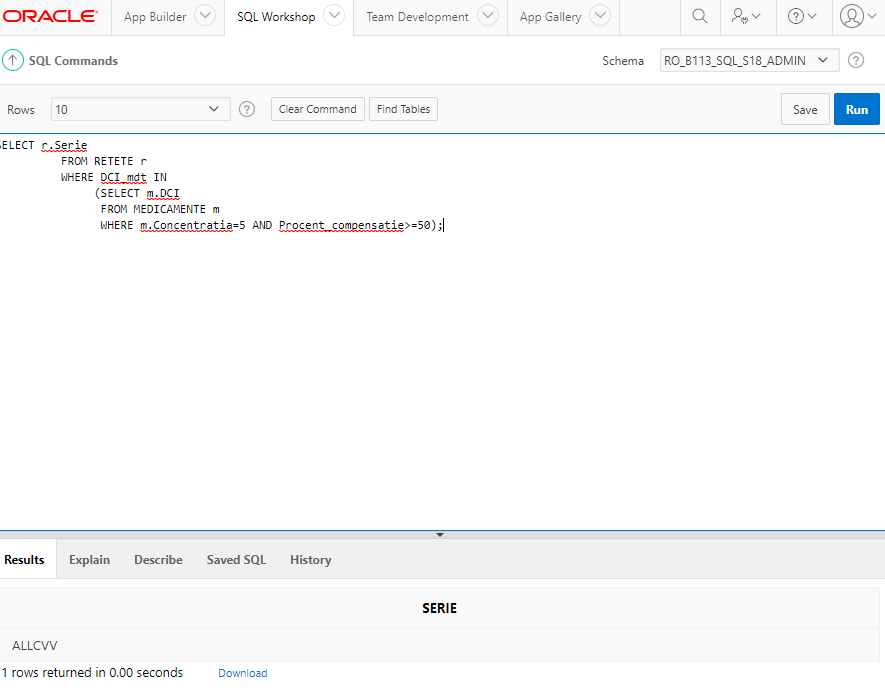 ORACLE App Builder SQL Workshop Team Development App Gallery
SQL Commands Schema RO_B113_SQL_S18_ADMIN
Rows 10 Clear Command Find Tables Save Run
SELECT r.Serie
FROM RETETE r
WHERE DCI_mdt IN
(SELECT m.DCI
FROM MEDICAMENTE m
WHERE m.Concentratia=5 AND Procent_compensatie>=50);
Results Explain Describe Saved SQL History
SERIE
ALLCVV
1 rows returned in 0.00 seconds Download